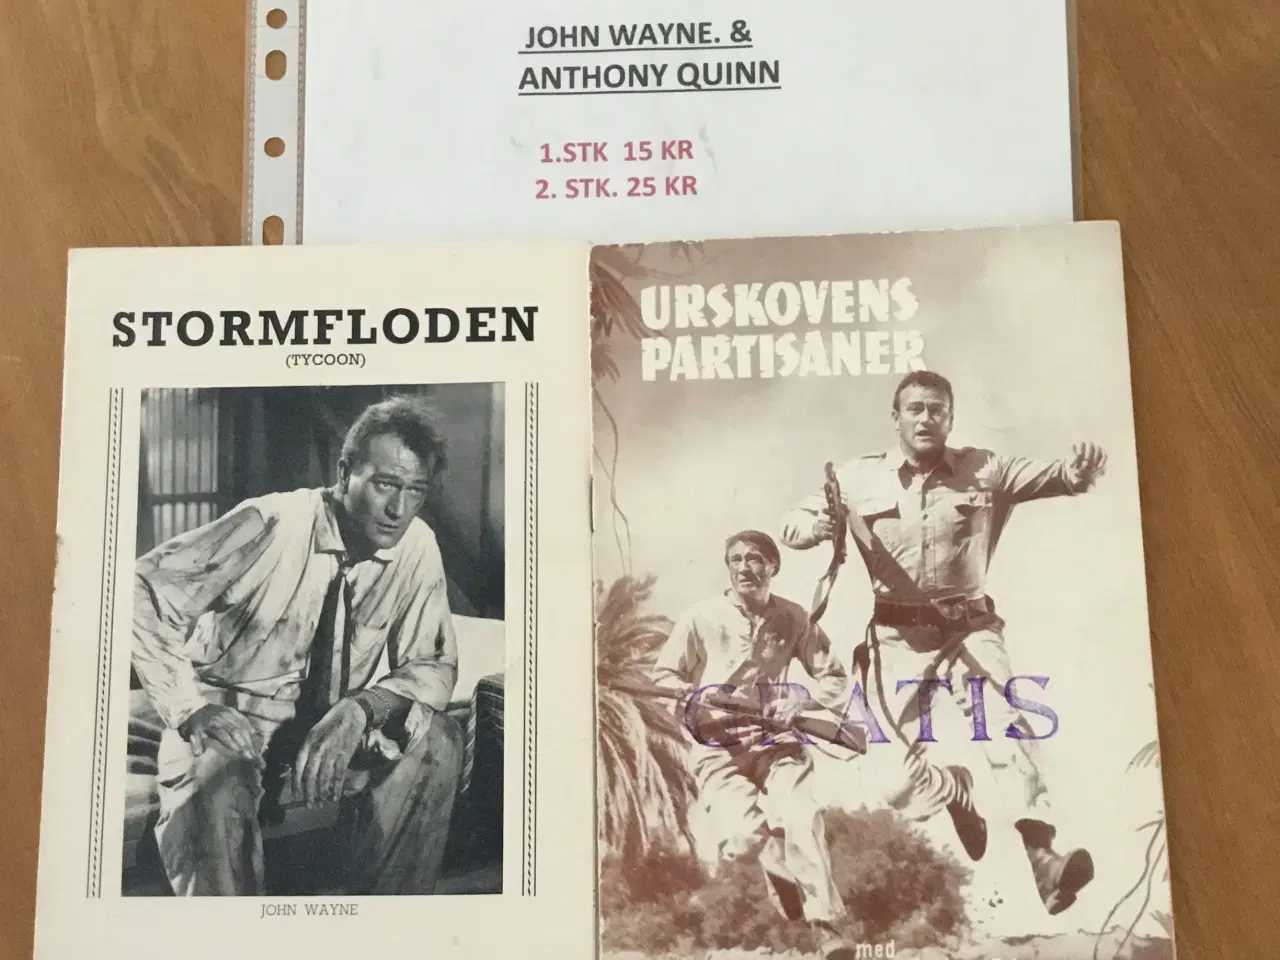 JOHN WAYNE. &
ANTHONY QUINN
1.STK 15 KR
2. STK. 25 KR
STORMFLODEN
(TYCOON)
JOHN WAYNE
URSKOVENS
PARTISANER
GRATIS
med